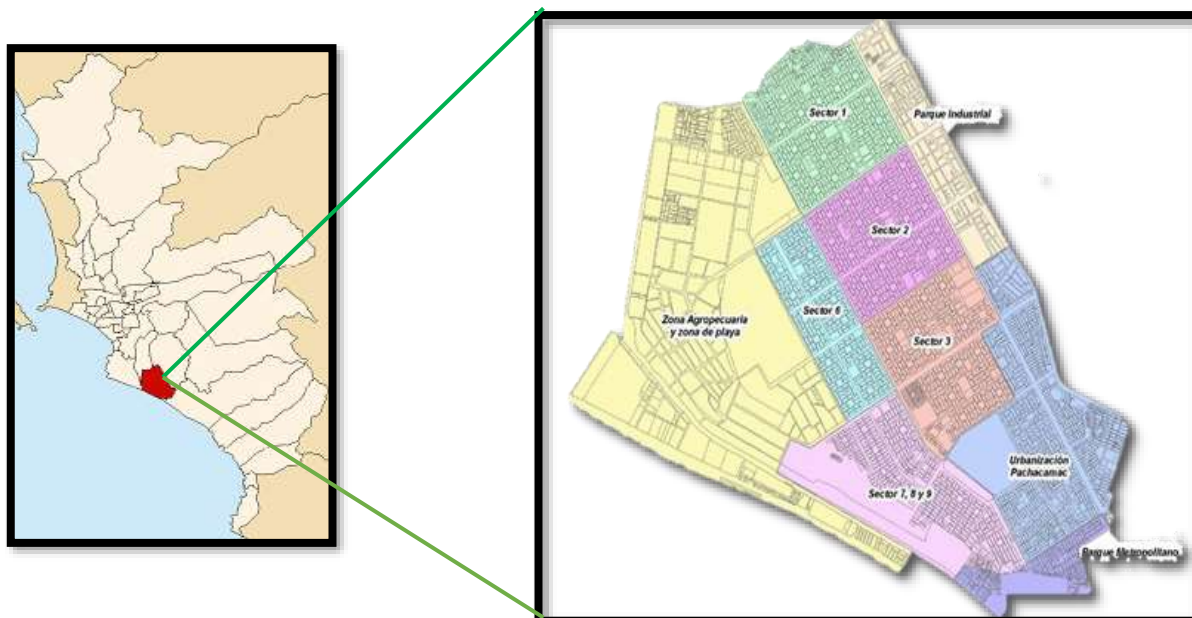 Sector 1
Parque Industrial
Sector 2
Sector 6
Zona Agropecuaria
y zona de playa
Sector 3
Urbanización
Pachacamac
Sector 7, 8 y 9
Parque Metropolitano